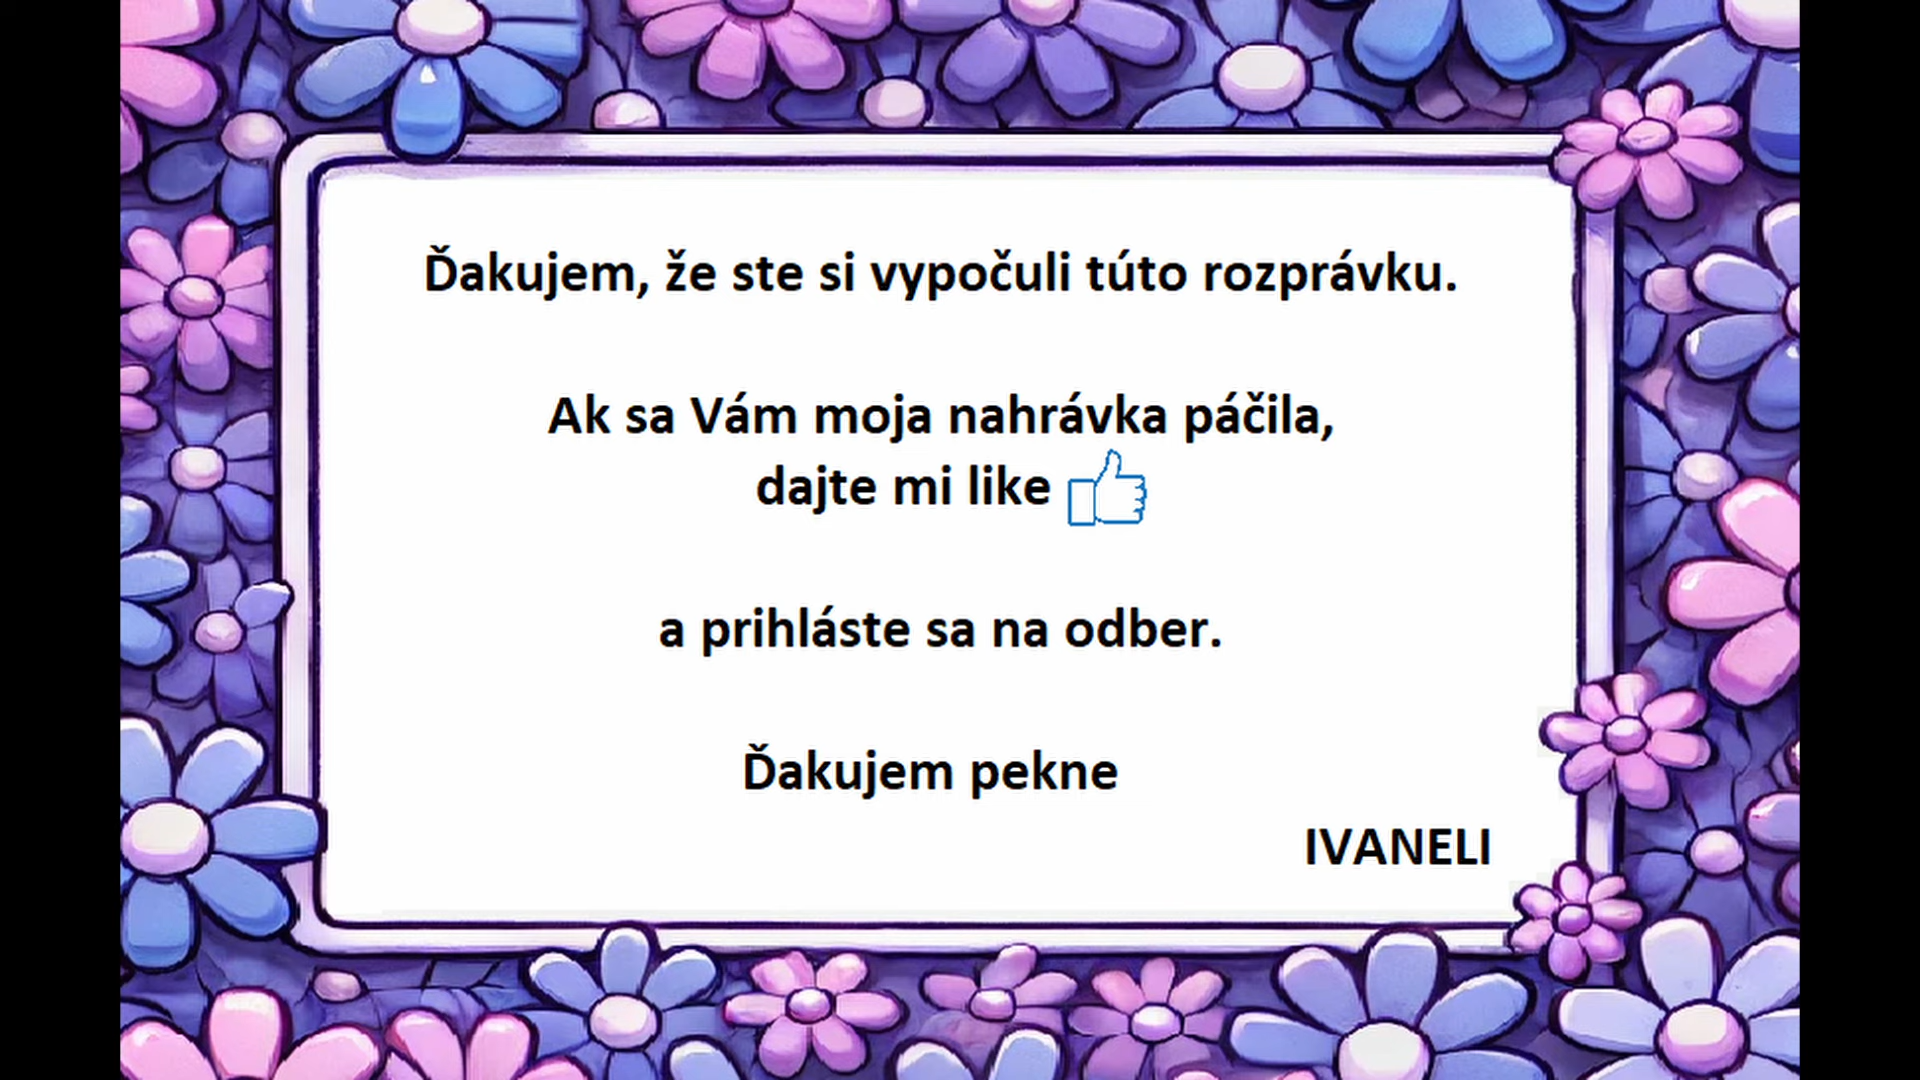 Ďakujem, že ste si vypočuli túto rozprávku.
Ak sa Vám moja nahrávka páčila,
dajte mi like
a prihláste sa na odber.
Ďakujem pekne
IVANELI